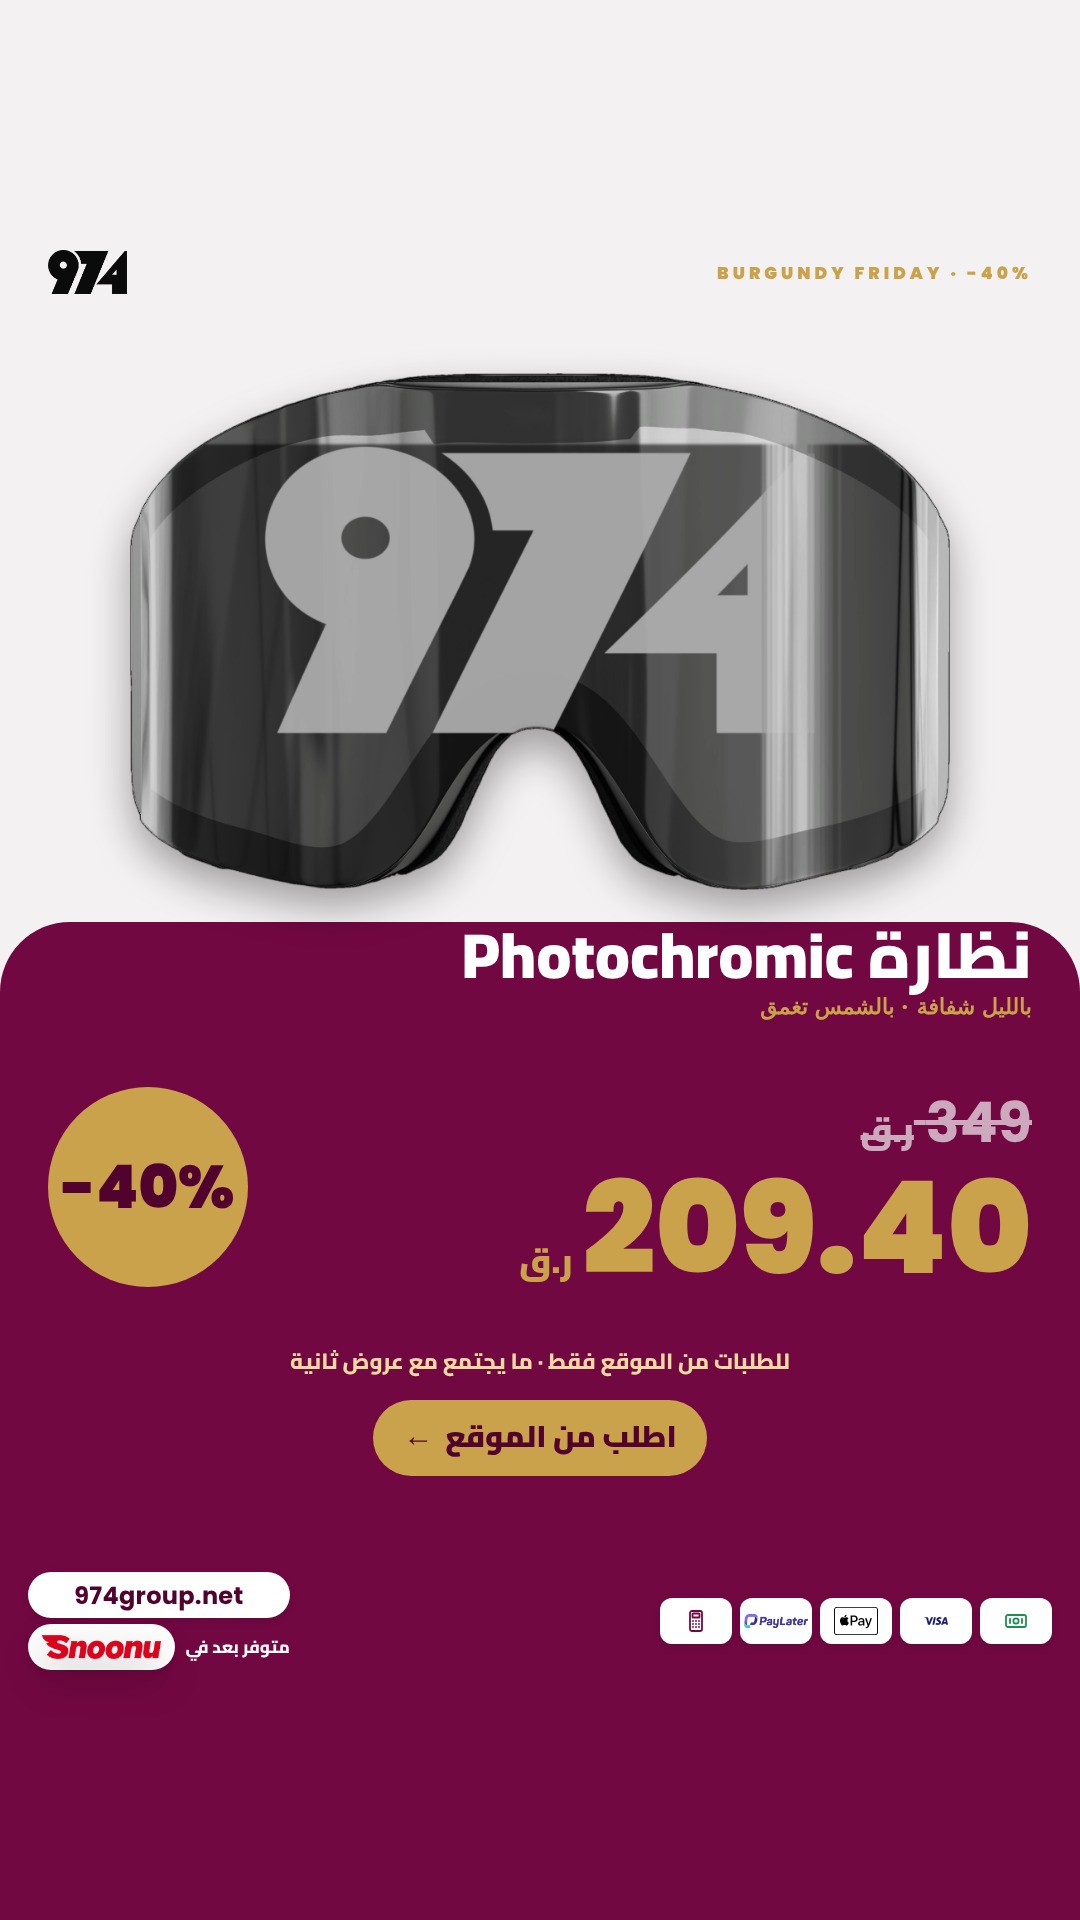 974
BURGUNDY FRIDAY · -40%
974
نظارة Photochromic
بالليل شفافة · بالشمس تغمق
349 ر.ق
209.40 ر.ق
-40%
للطلبات من الموقع فقط · ما يجتمع مع عروض ثانية
اطلب من الموقع ←
974group.net
متوفر بعد في Snoonu
PayLater
Pay
VISA